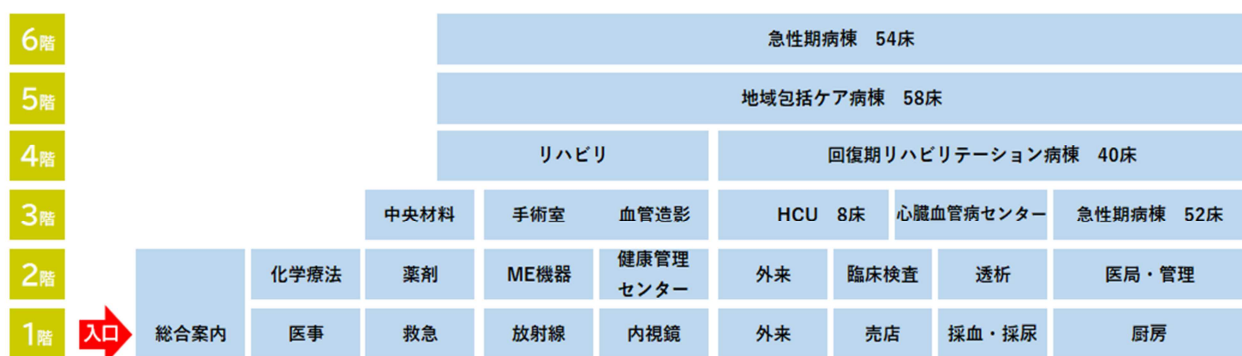 6階
急性期病棟 54床
5階
地域包括ケア病棟 58床
4階
リハビリ
回復期リハビリテーション病棟 40床
3階
中央材料
手術室 血管造影
HCU 8床
心臓血管病センター
急性期病棟 52床
2階
化学療法
薬剤
ME機器
健康管理
センター
外来
臨床検査
透析
医局・管理
1階
入口
総合案内
医事
救急
放射線
内視鏡
外来
売店
採血・採尿
厨房